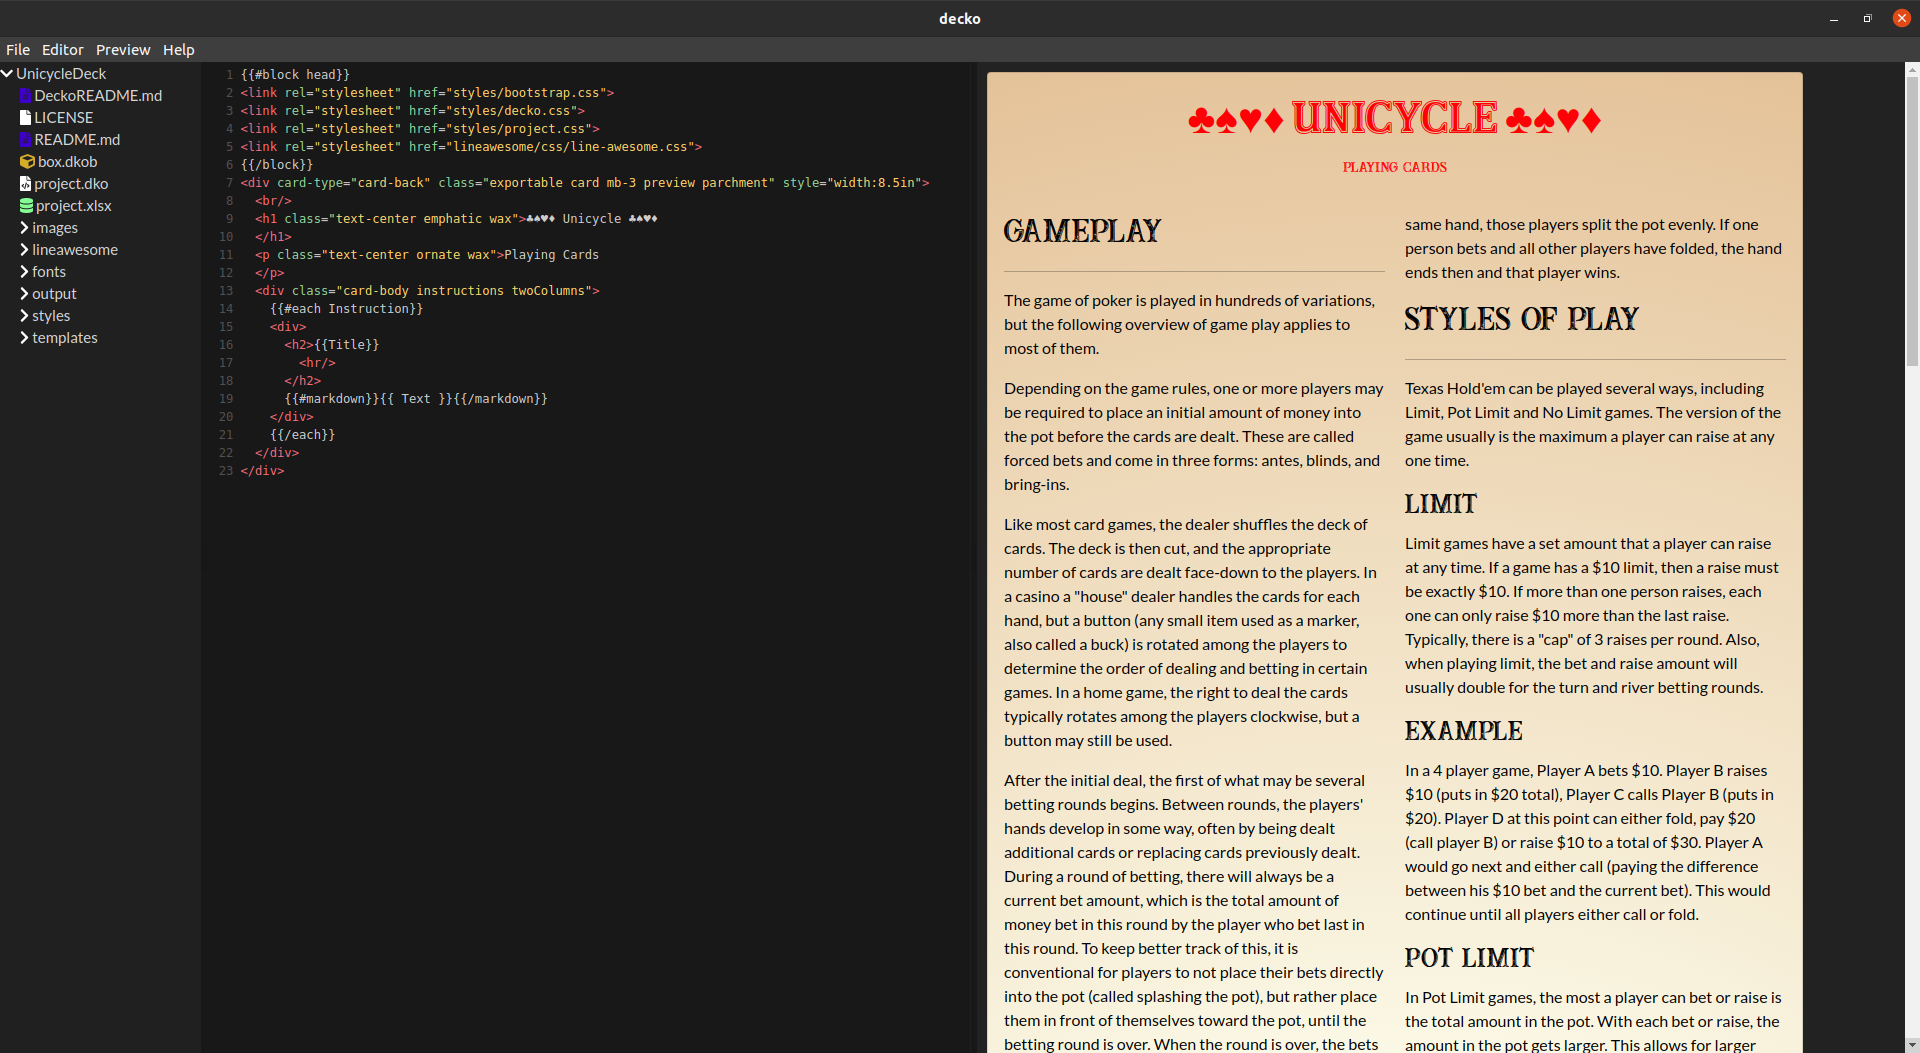 decko
File Editor Preview Help
UnicycleDeck
DeckoREADME.md
LICENSE
README.md
box.dkob
project.dko
project.xlsx
images
lineawesome
fonts
output
styles
templates
1 {{#block head}}
2 <link rel="stylesheet" href="styles/bootstrap.css">
3 <link rel="stylesheet" href="styles/decko.css">
4 <link rel="stylesheet" href="styles/project.css">
5 <link rel="stylesheet" href="lineawesome/css/line-awesome.css">
6 {{/block}}
7 <div card-type="card-back" class="exportable card mb-3 preview parchment" style="width:8.5in">
8 <br/>
9 <h1 class="text-center emphatic wax">♣♠♥♦ Unicycle ♣♠♥♦
10 </h1>
11 <p class="text-center ornate wax">Playing Cards
12 </p>
13 <div class="card-body instructions twoColumns">
14 {{#each Instruction}}
15 <div>
16 <h2>{{Title}}
17 <hr/>
18 </h2>
19 {{#markdown}}{{ Text }}{{/markdown}}
20 </div>
21 {{/each}}
22 </div>
23 </div>
♣♠♥♦ UNICYCLE ♣♠♥♦
PLAYING CARDS
GAMEPLAY
The game of poker is played in hundreds of variations,
but the following overview of game play applies to
most of them.
Depending on the game rules, one or more players may
be required to place an initial amount of money into
the pot before the cards are dealt. These are called
forced bets and come in three forms: antes, blinds, and
bring-ins.
Like most card games, the dealer shuffles the deck of
cards. The deck is then cut, and the appropriate
number of cards are dealt face-down to the players. In
a casino a "house" dealer handles the cards for each
hand, but a button (any small item used as a marker,
also called a buck) is rotated among the players to
determine the order of dealing and betting in certain
games. In a home game, the right to deal the cards
typically rotates among the players clockwise, but a
button may still be used.
After the initial deal, the first of what may be several
betting rounds begins. Between rounds, the players'
hands develop in some way, often by being dealt
additional cards or replacing cards previously dealt.
During a round of betting, there will always be a
current bet amount, which is the total amount of
money bet in this round by the player who bet last in
this round. To keep better track of this, it is
conventional for players to not place their bets directly
into the pot (called splashing the pot), but rather place
them in front of themselves toward the pot, until the
betting round is over. When the round is over, the bets
same hand, those players split the pot evenly. If one
person bets and all other players have folded, the hand
ends then and that player wins.
STYLES OF PLAY
Texas Hold'em can be played several ways, including
Limit, Pot Limit and No Limit games. The version of the
game usually is the maximum a player can raise at any
one time.
LIMIT
Limit games have a set amount that a player can raise
at any time. If a game has a $10 limit, then a raise must
be exactly $10. If more than one person raises, each
one can only raise $10 more than the last raise.
Typically, there is a "cap" of 3 raises per round. Also,
when playing limit, the bet and raise amount will
usually double for the turn and river betting rounds.
EXAMPLE
In a 4 player game, Player A bets $10. Player B raises
$10 (puts in $20 total), Player C calls Player B (puts in
$20). Player D at this point can either fold, pay $20
(call player B) or raise $10 to a total of $30. Player A
would go next and either call (paying the difference
between his $10 bet and the current bet). This would
continue until all players either call or fold.
POT LIMIT
In Pot Limit games, the most a player can bet or raise is
the total amount in the pot. With each bet or raise, the
amount in the pot gets larger. This allows for larger